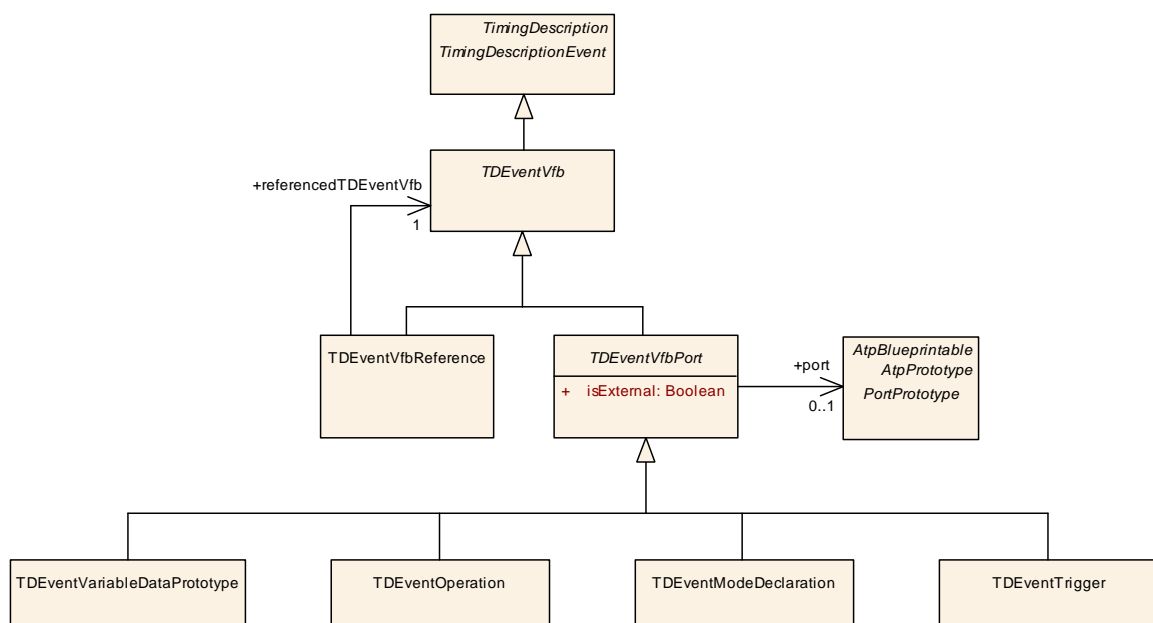 TimingDescription
TimingDescriptionEvent
TDEventVfb
+referencedTDEventVfb
1
TDEventVfbReference
TDEventVfbPort
+ isExternal: Boolean
+port
0..1
AtpBlueprintable
AtpPrototype
PortPrototype
TDEventVariableDataPrototype
TDEventOperation
TDEventModeDeclaration
TDEventTrigger